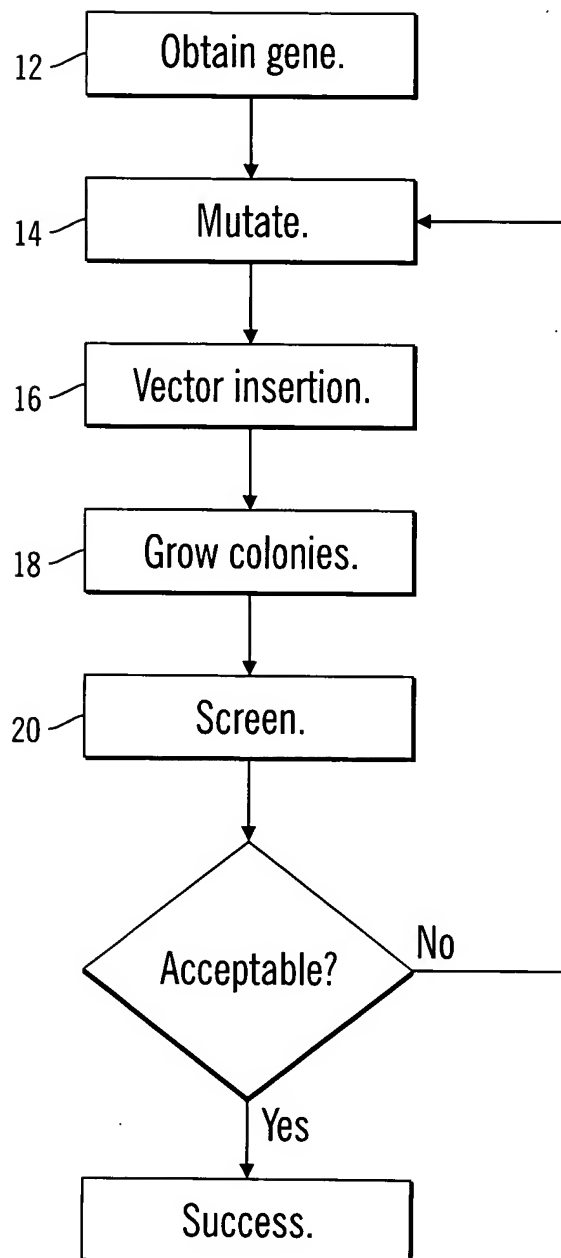 12 Obtain gene.
14 Mutate.
16 Vector insertion.
18 Grow colonies.
20 Screen.
Acceptable?
No
Yes
Success.